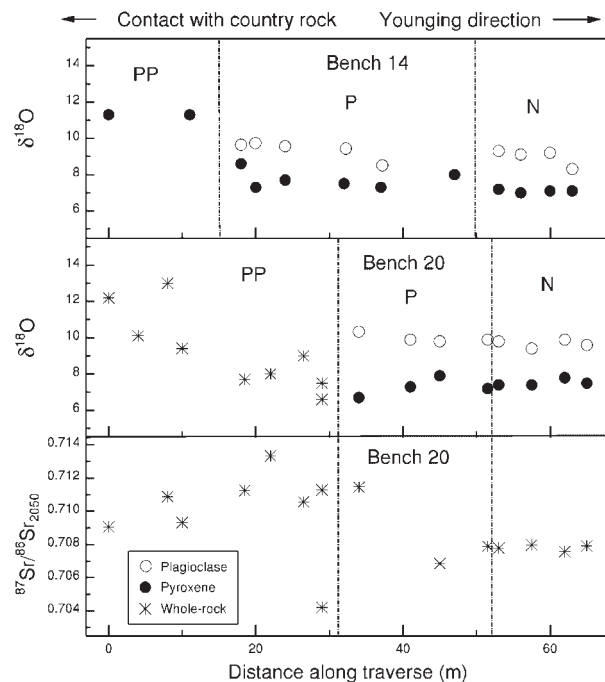 Contact with country rock Younging direction
Bench 14
PP P N
δ18O
14
12
10
8
6
Bench 20
PP P N
δ18O
14
12
10
8
6
Bench 20
87Sr/86Sr2050
0.714
0.712
0.710
0.708
0.706
0.704
Plagioclase
Pyroxene
Whole-rock
0 20 40 60
Distance along traverse (m)